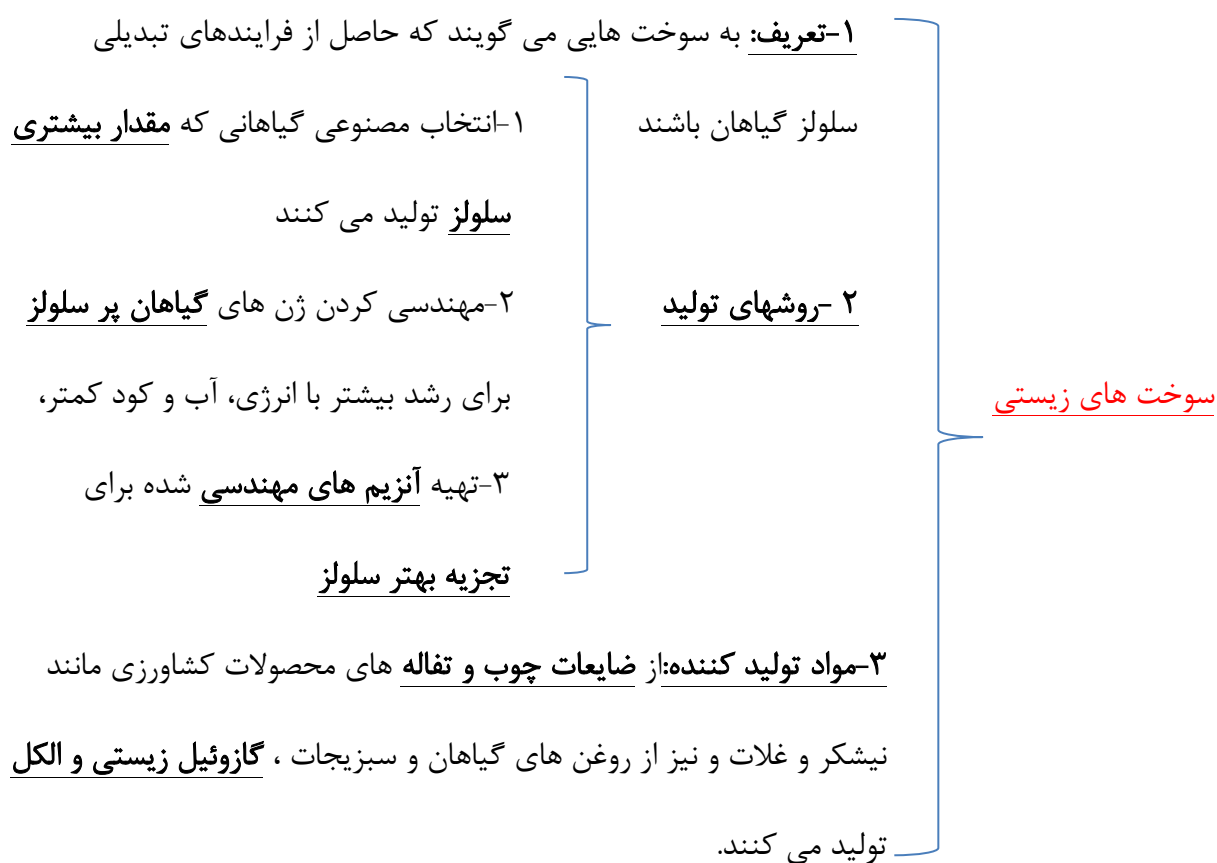 ۱-تعریف: به سوخت هایی می گویند که حاصل از فرایندهای تبدیلی
سلولز گیاهان باشند
۲ -روشهای تولید
۱-انتخاب مصنوعی گیاهانی که مقدار بیشتری
سلولز تولید می کنند
۲-مهندسی کردن ژن های گیاهان پر سلولز
برای رشد بیشتر با انرژی، آب و کود کمتر،
۳-تهیه آنزیم های مهندسی شده برای
تجزیه بهتر سلولز
سوخت های زیستی
۳-مواد تولید کننده:از ضایعات چوب و تفاله های محصولات کشاورزی مانند
نیشکر و غلات و نیز از روغن های گیاهان و سبزیجات ، گازوئیل زیستی و الکل
تولید می کنند.